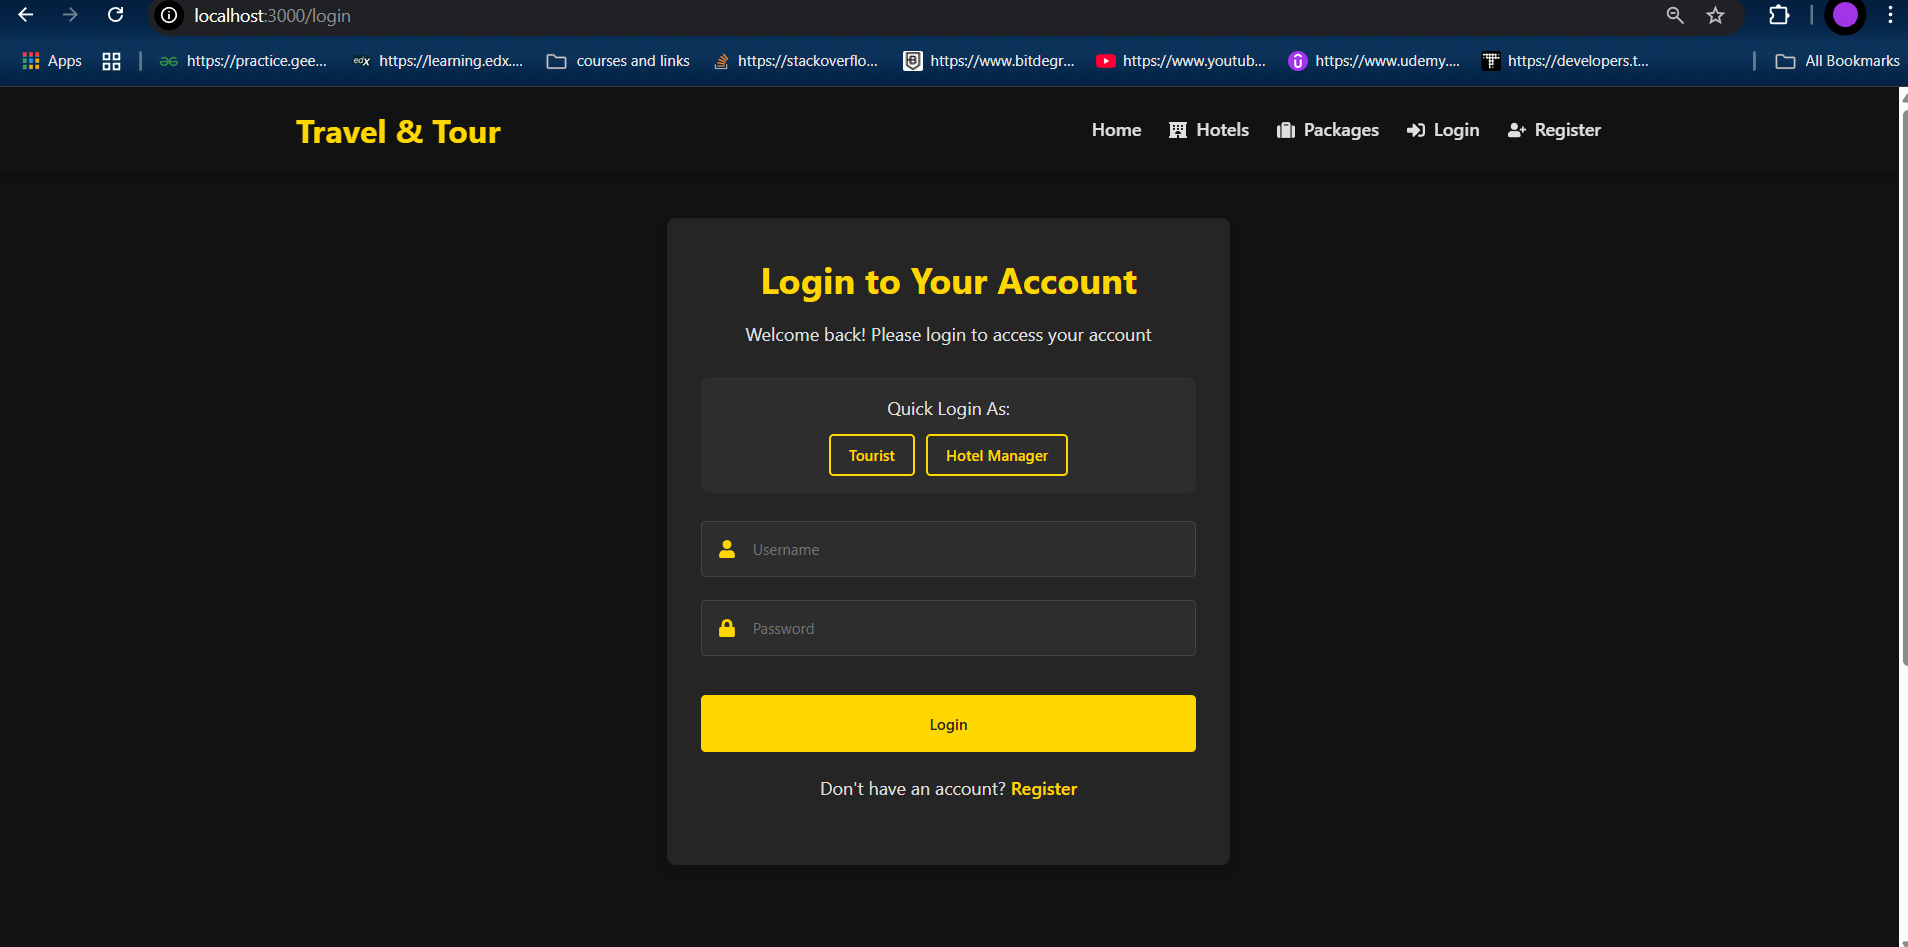 localhost:3000/login
Apps https://practice.gee... edx https://learning.edx.... courses and links https://stackoverflo... https://www.bitdegr... https://www.youtub... https://www.udemy.... https://developers.t... All Bookmarks
Travel & Tour Home Hotels Packages Login Register
Login to Your Account
Welcome back! Please login to access your account
Quick Login As:
Tourist Hotel Manager
Username
Password
Login
Don't have an account? Register